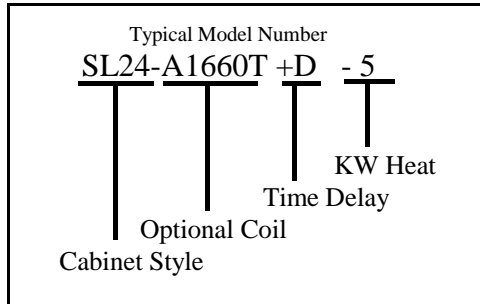 Typical Model Number
SL24-A1660T +D - 5
KW Heat
Time Delay
Optional Coil
Cabinet Style